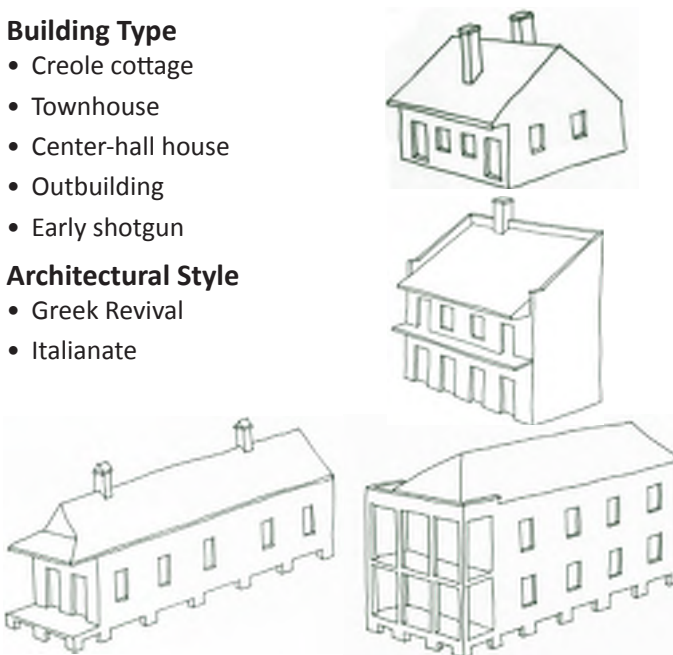 Building Type
• Creole cottage
• Townhouse
• Center-hall house
• Outbuilding
• Early shotgun
Architectural Style
• Greek Revival
• Italianate